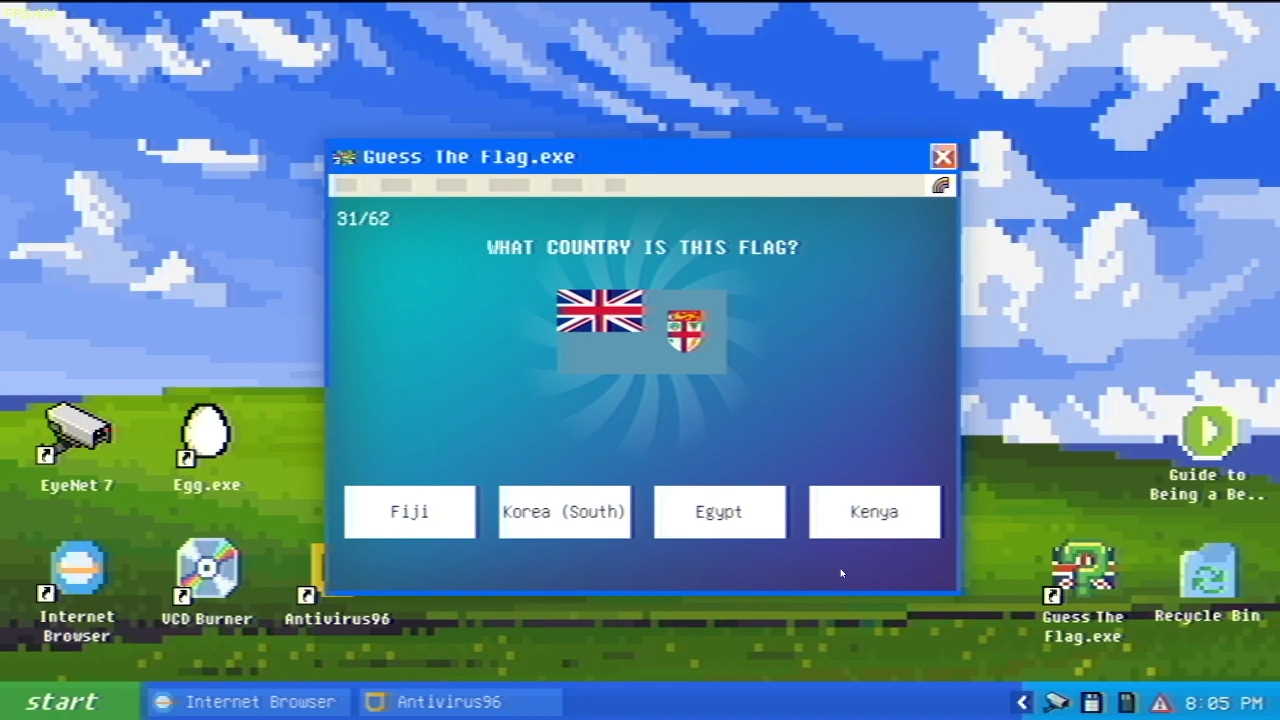 FPS: 424
Guess The Flag.exe
31/62
WHAT COUNTRY IS THIS FLAG?
Fiji
Korea (South)
Egypt
Kenya
EyeNet 7
Egg.exe
Guide to
Being a Be..
Internet
Browser
VCD Burner
Antivirus96
Guess The
Flag.exe
Recycle Bin
start
Internet Browser
Antivirus96
8:05 PM